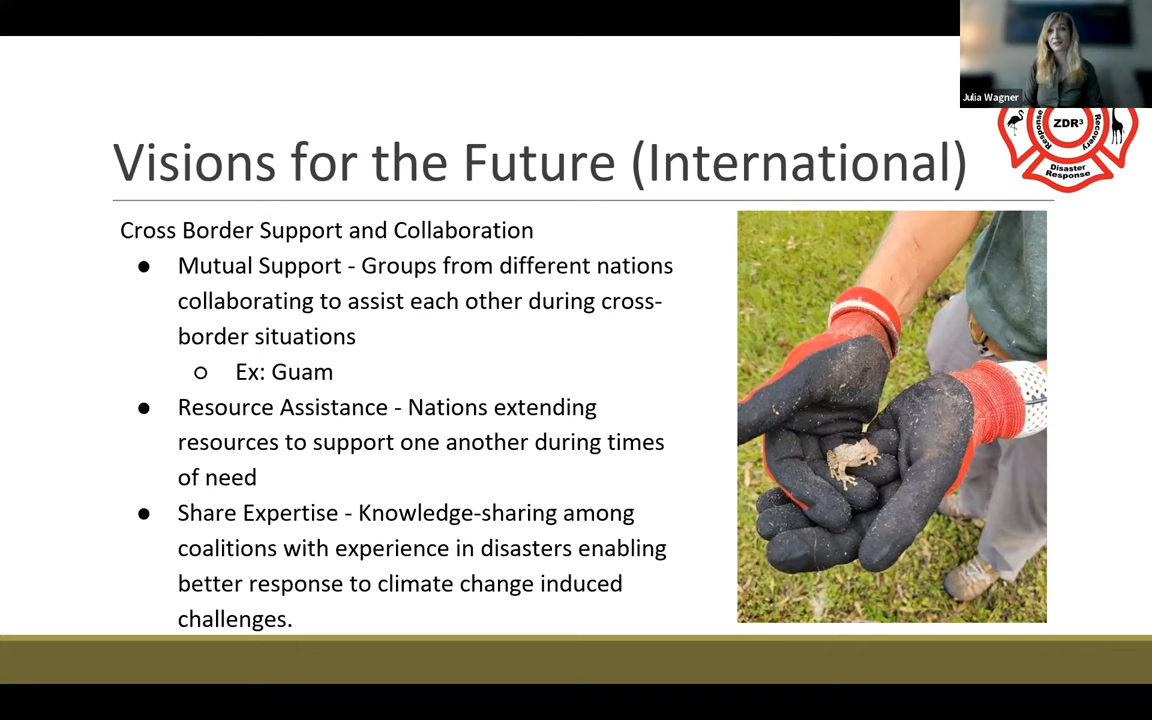 Julia Wagner
ZDR³
Response
Recovery
Disaster
Response
Visions for the Future (International)
Cross Border Support and Collaboration
● Mutual Support - Groups from different nations
collaborating to assist each other during cross-
border situations
○ Ex: Guam
● Resource Assistance - Nations extending
resources to support one another during times
of need
● Share Expertise - Knowledge-sharing among
coalitions with experience in disasters enabling
better response to climate change induced
challenges.